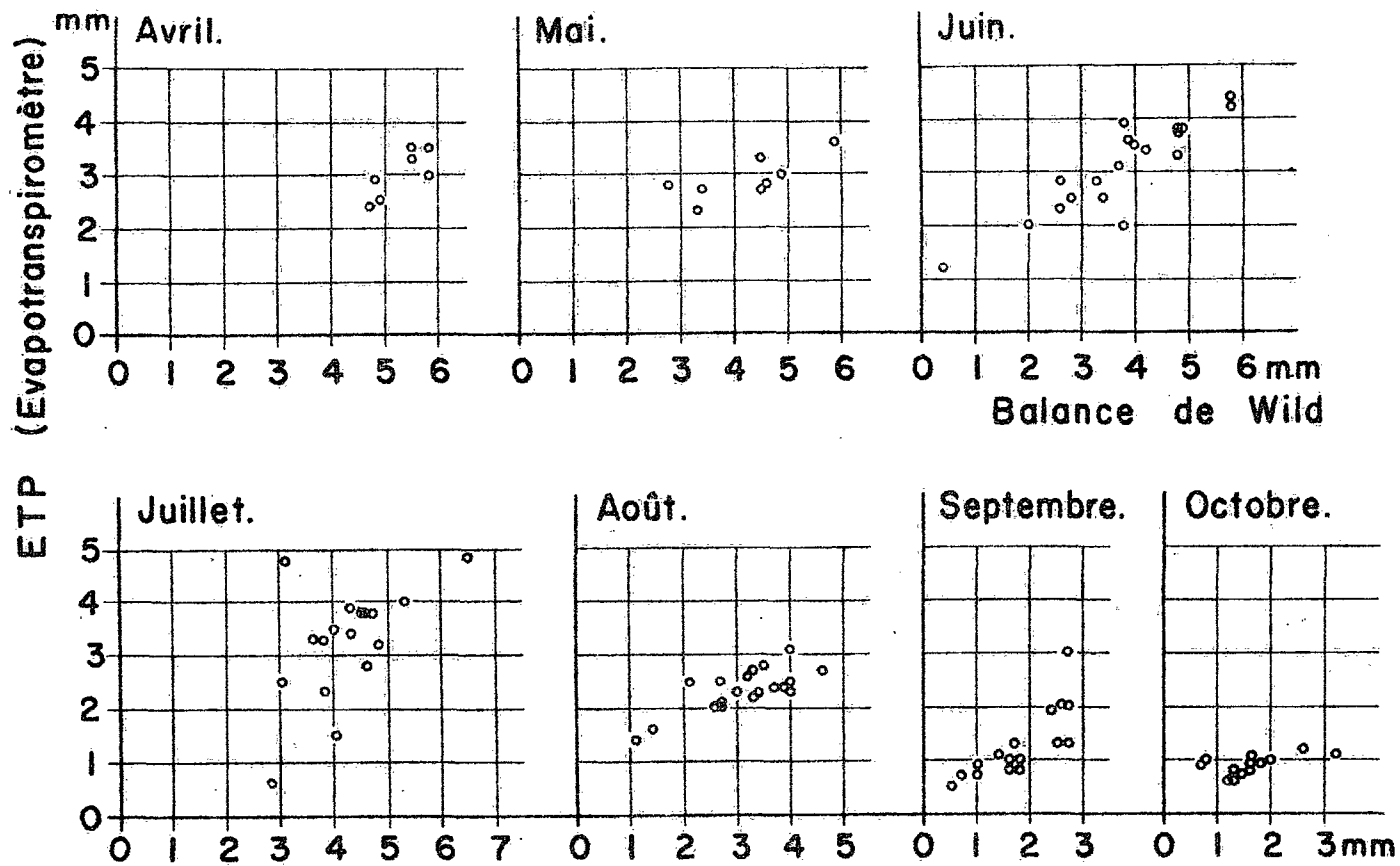 ETP (Evapotranspiromètre)
mm
Avril.
Mai.
Juin.
5
4
3
2
1
0
0 1 2 3 4 5 6
0 1 2 3 4 5 6
0 1 2 3 4 5 6 mm
Balance de Wild
Juillet.
Août.
Septembre.
Octobre.
5
4
3
2
1
0
0 1 2 3 4 5 6 7
0 1 2 3 4 5
0 1 2 3
0 1 2 3mm